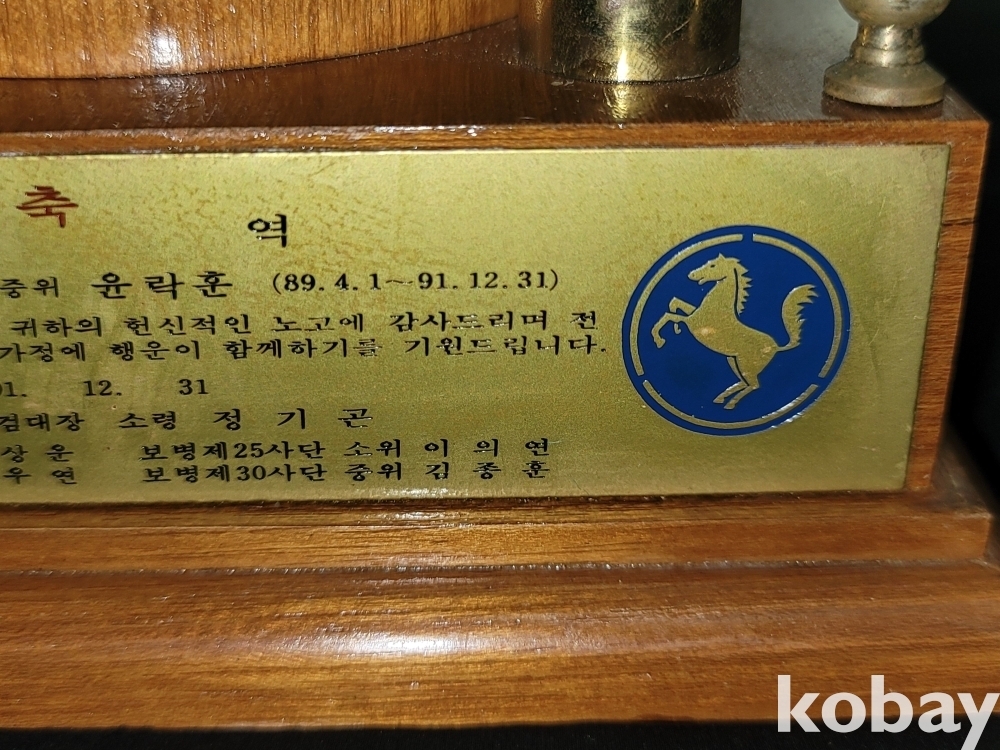 축 역
중위 윤락훈 (89.4.1~91.12.31)
귀하의 헌신적인 노고에 감사드리며 전
가정에 행운이 함께하기를 기원드립니다.
91. 12. 31
검대장 소령 정 기 곤
상 운 보병제25사단 소위 이 의 연
우 연 보병제30사단 중위 김 종 훈
kobay